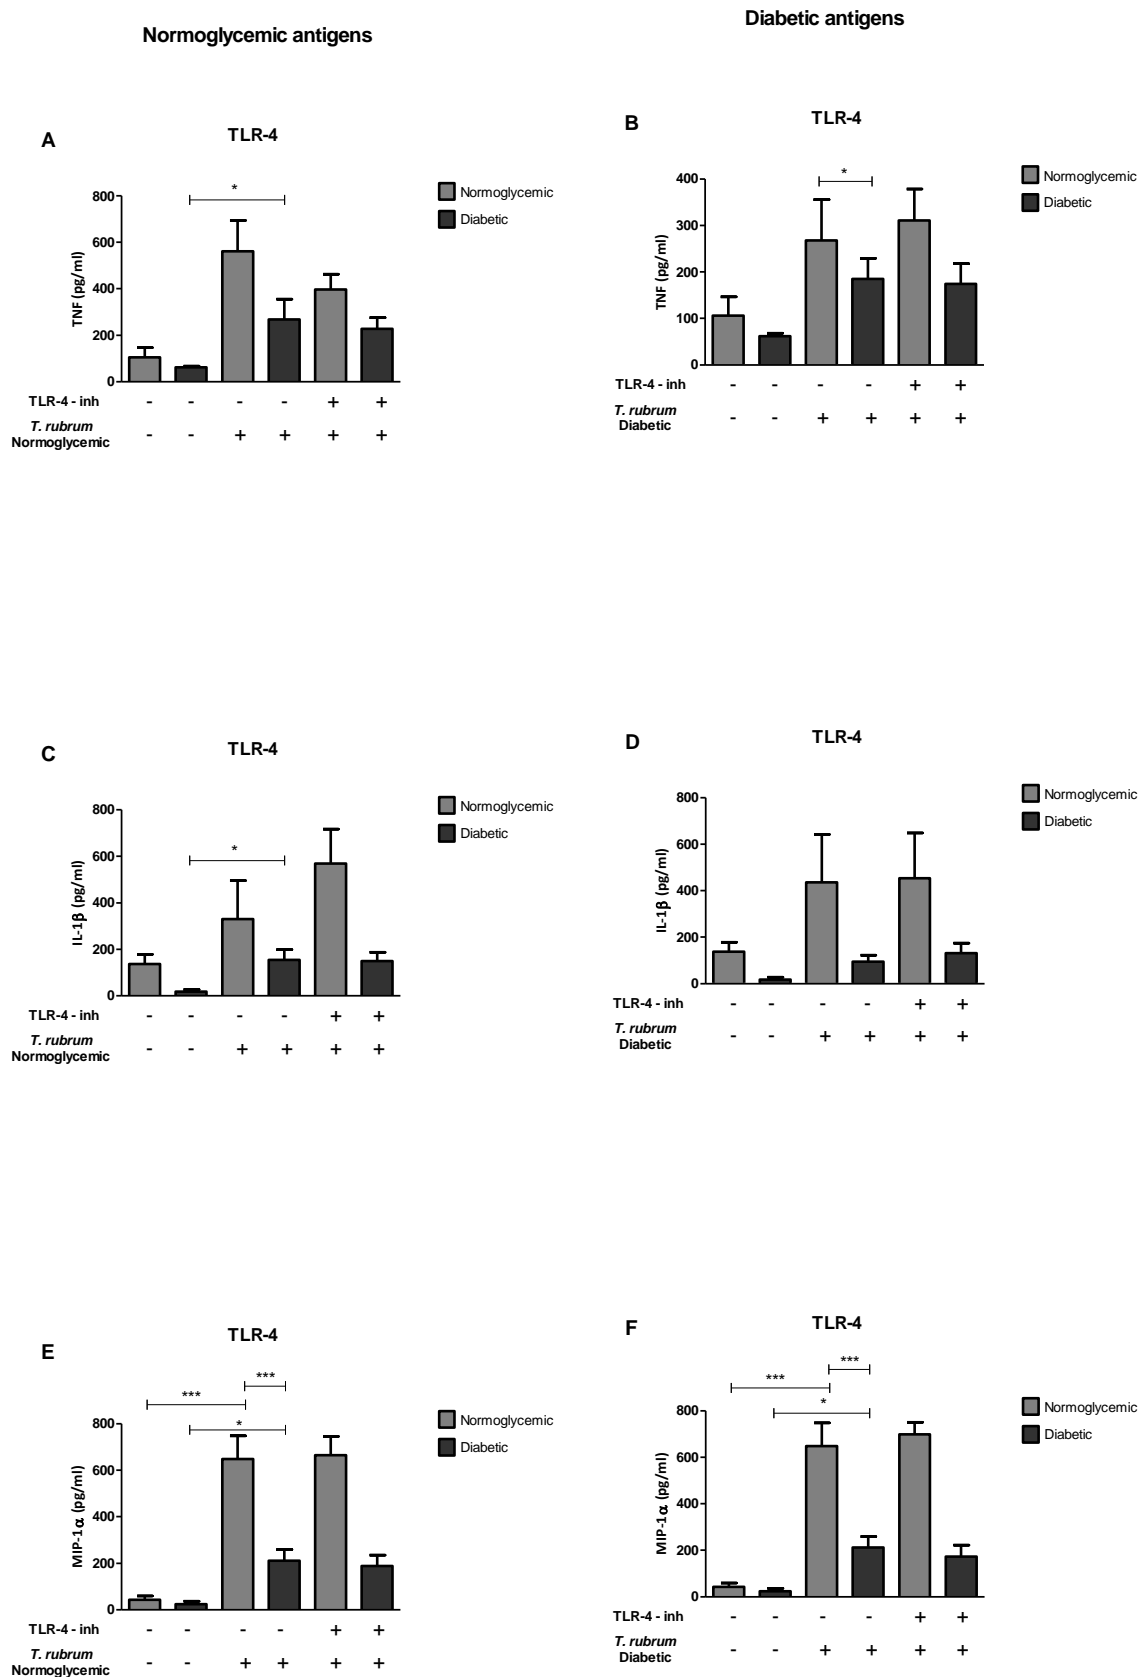 Normoglycemic antigens
Diabetic antigens
A
TLR-4
*
Normoglycemic
Diabetic
TNF (pg/ml)
800
600
400
200
0
TLR-4 - inh - - - - + +
T. rubrum
Normoglycemic - - + + + +
B
TLR-4
*
Normoglycemic
Diabetic
TNF (pg/ml)
400
300
200
100
0
TLR-4 - inh - - - - + +
T. rubrum
Diabetic - - + + + +
C
TLR-4
*
Normoglycemic
Diabetic
IL-1β (pg/ml)
800
600
400
200
0
TLR-4 - inh - - - - + +
T. rubrum
Normoglycemic - - + + + +
D
TLR-4
Normoglycemic
Diabetic
IL-1β (pg/ml)
800
600
400
200
0
TLR-4 - inh - - - - + +
T. rubrum
Diabetic - - + + + +
E
TLR-4
***
***
*
Normoglycemic
Diabetic
MIP-1α (pg/ml)
800
600
400
200
0
TLR-4 - inh - - - - + +
T. rubrum
Normoglycemic - - + + + +
F
TLR-4
***
***
*
Normoglycemic
Diabetic
MIP-1α (pg/ml)
800
600
400
200
0
TLR-4 - inh - - - - + +
T. rubrum
Diabetic - - + + + +